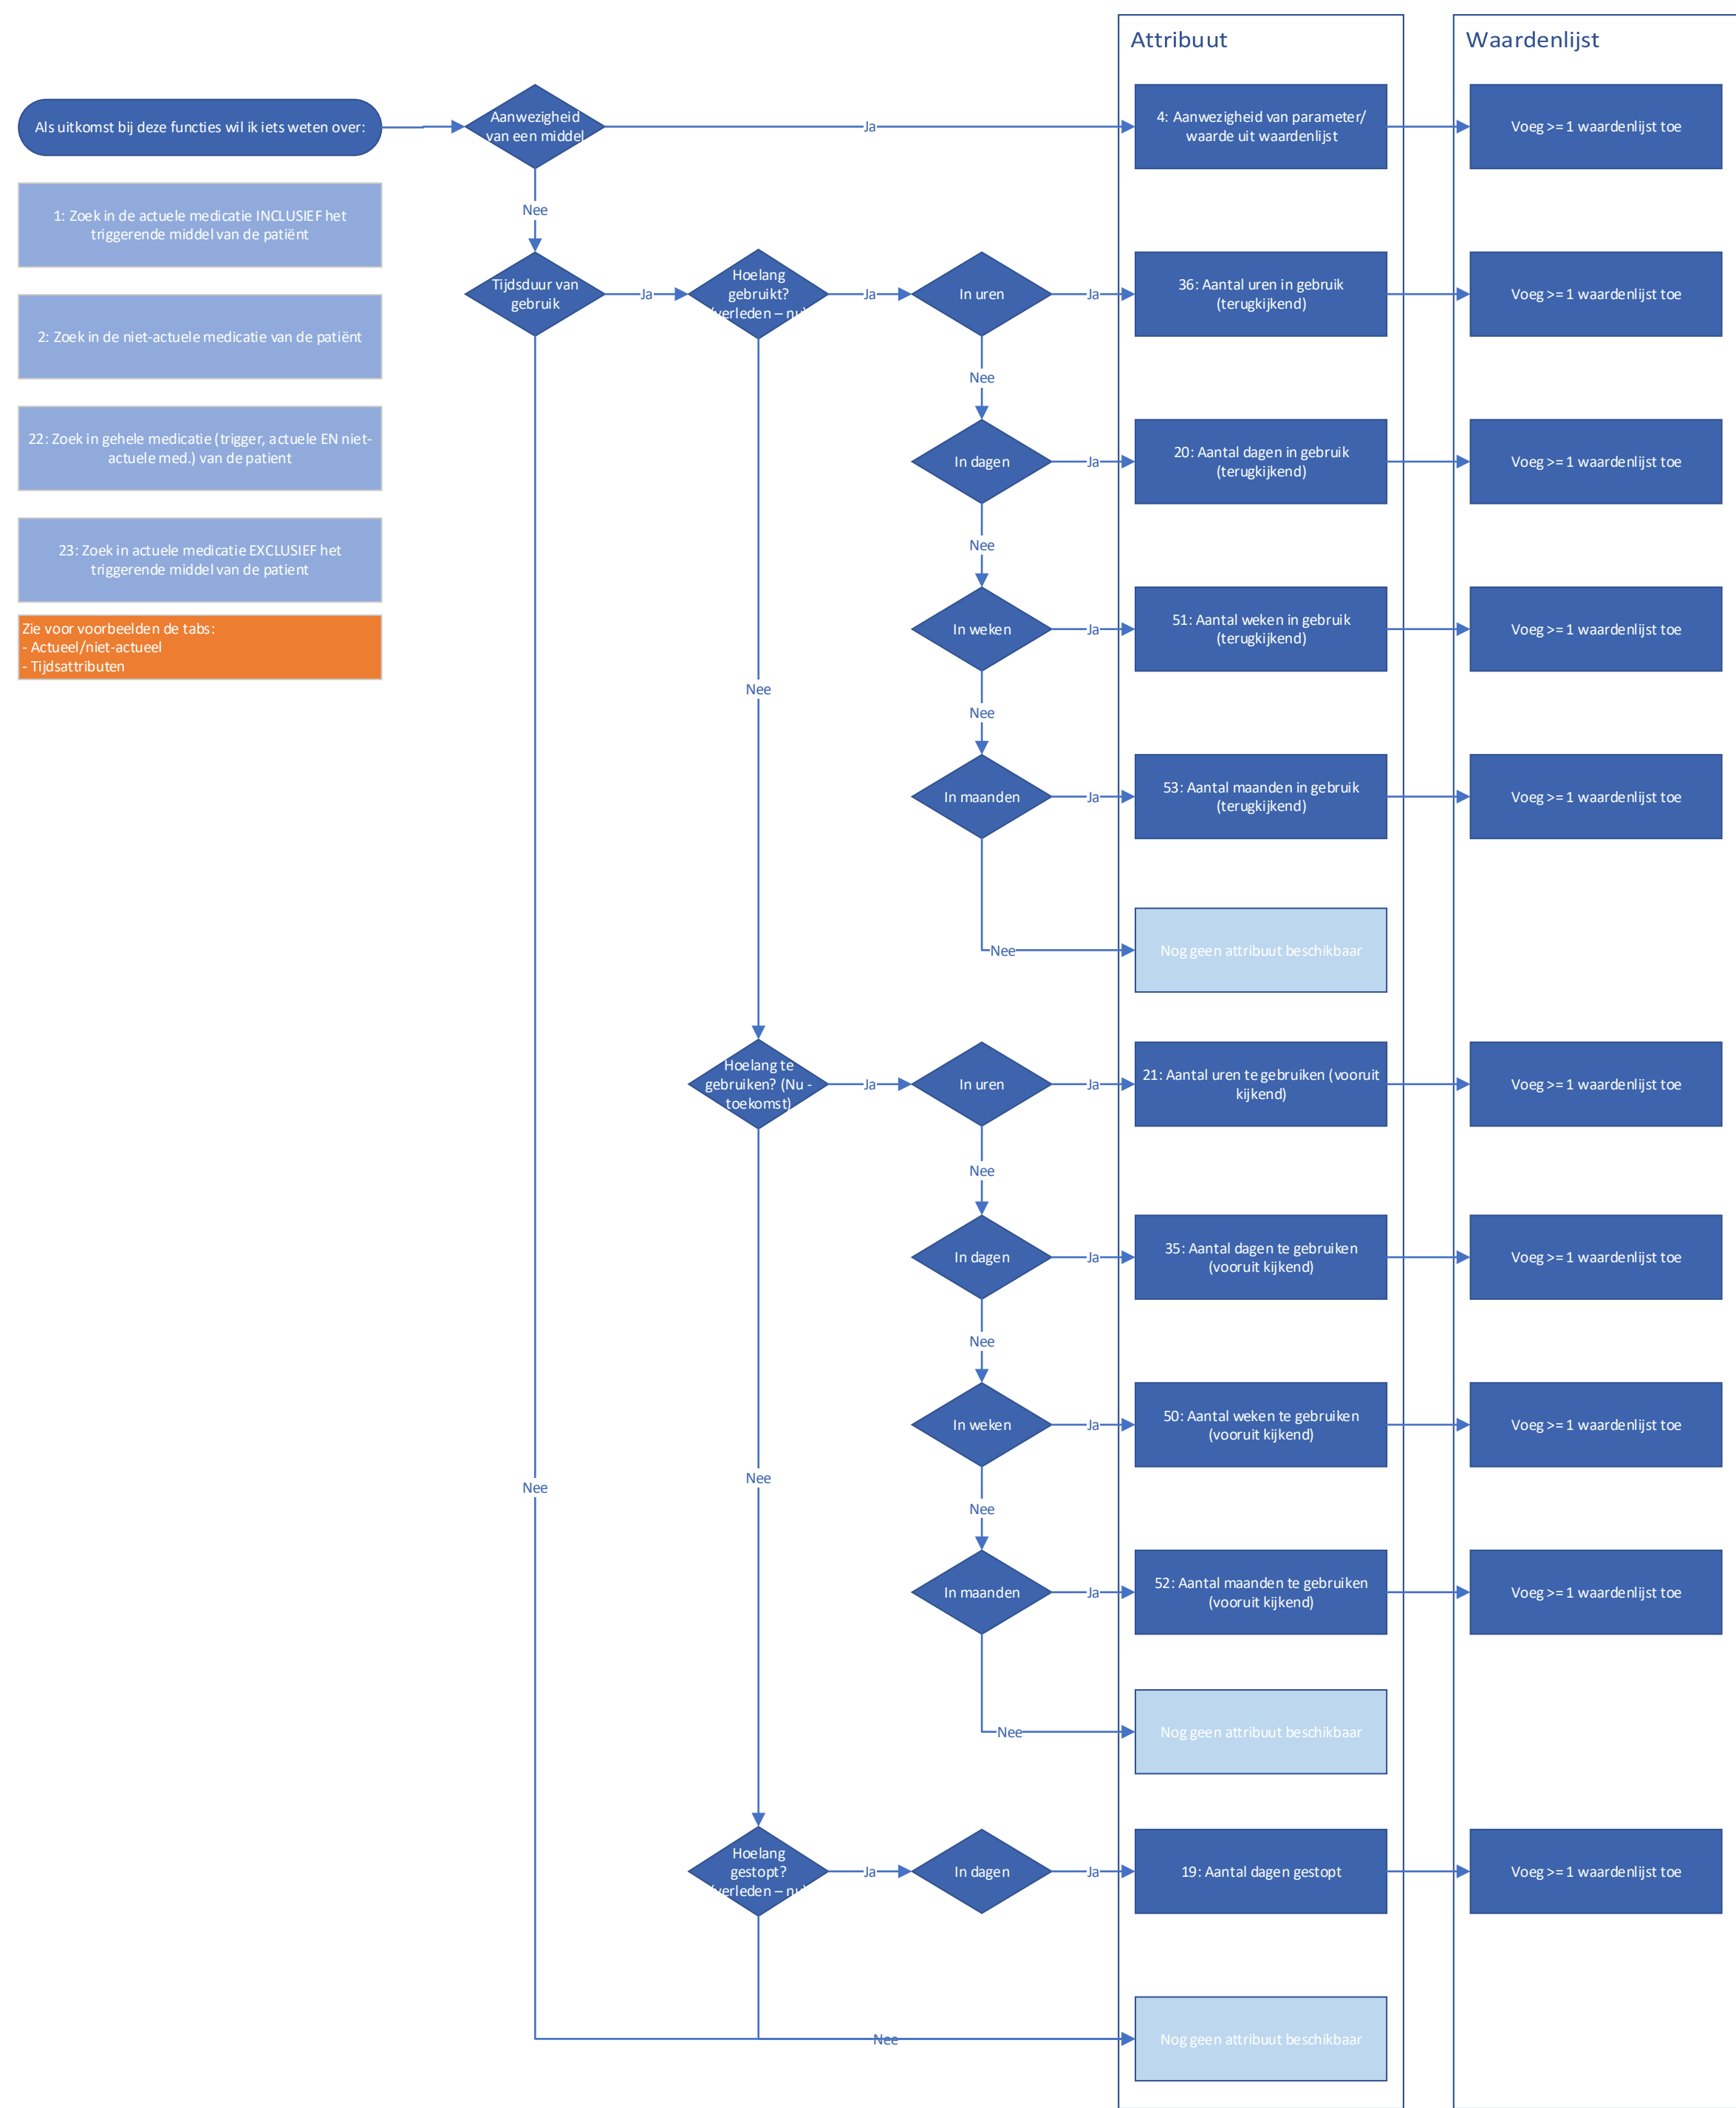 Attribuut
Waardenlijst
Als uitkomst bij deze functies wil ik iets weten over:
Aanwezigheid
van een middel
Ja
4: Aanwezigheid van parameter/
waarde uit waardenlijst
Voeg >= 1 waardenlijst toe
1: Zoek in de actuele medicatie INCLUSIEF het
triggerende middel van de patiënt
Nee
Tijdsduur van
gebruik
Ja
Hoelang
gebruikt?
(verleden – nu)
Ja
In uren
Ja
36: Aantal uren in gebruik
(terugkijkend)
Voeg >= 1 waardenlijst toe
2: Zoek in de niet-actuele medicatie van de patiënt
Nee
22: Zoek in gehele medicatie (trigger, actuele EN niet-
actuele med.) van de patient
In dagen
Ja
20: Aantal dagen in gebruik
(terugkijkend)
Voeg >= 1 waardenlijst toe
23: Zoek in actuele medicatie EXCLUSIEF het
triggerende middel van de patient
Nee
Zie voor voorbeelden de tabs:
- Actueel/niet-actueel
- Tijdsattributen
In weken
Ja
51: Aantal weken in gebruik
(terugkijkend)
Voeg >= 1 waardenlijst toe
Nee
Nee
In maanden
Ja
53: Aantal maanden in gebruik
(terugkijkend)
Voeg >= 1 waardenlijst toe
Nee
Nog geen attribuut beschikbaar
Hoelang te
gebruiken? (Nu -
toekomst)
Ja
In uren
Ja
21: Aantal uren te gebruiken (vooruit
kijkend)
Voeg >= 1 waardenlijst toe
Nee
In dagen
Ja
35: Aantal dagen te gebruiken
(vooruit kijkend)
Voeg >= 1 waardenlijst toe
Nee
In weken
Ja
50: Aantal weken te gebruiken
(vooruit kijkend)
Voeg >= 1 waardenlijst toe
Nee
Nee
Nee
In maanden
Ja
52: Aantal maanden te gebruiken
(vooruit kijkend)
Voeg >= 1 waardenlijst toe
Nee
Nog geen attribuut beschikbaar
Hoelang
gestopt?
(verleden – nu)
Ja
In dagen
Ja
19: Aantal dagen gestopt
Voeg >= 1 waardenlijst toe
Nee
Nog geen attribuut beschikbaar